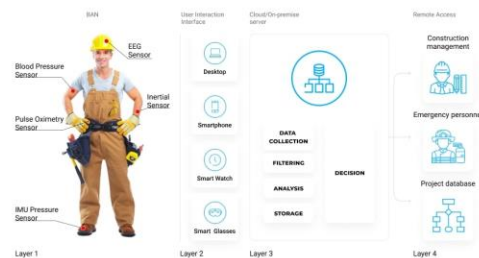 BAN
EEG
Sensor
Blood Pressure
Sensor
Inertial
Sensor
Pulse Oximetry
Sensor
IMU Pressure
Sensor
Layer 1
User Interaction
Interface
Desktop
Smartphone
Smart Watch
Smart Glasses
Layer 2
Cloud/On-premise
server
DATA
COLLECTION
FILTERING
ANALYSIS
STORAGE
DECISION
Layer 3
Remote Access
Construction
management
Emergency personne
Project database
Layer 4